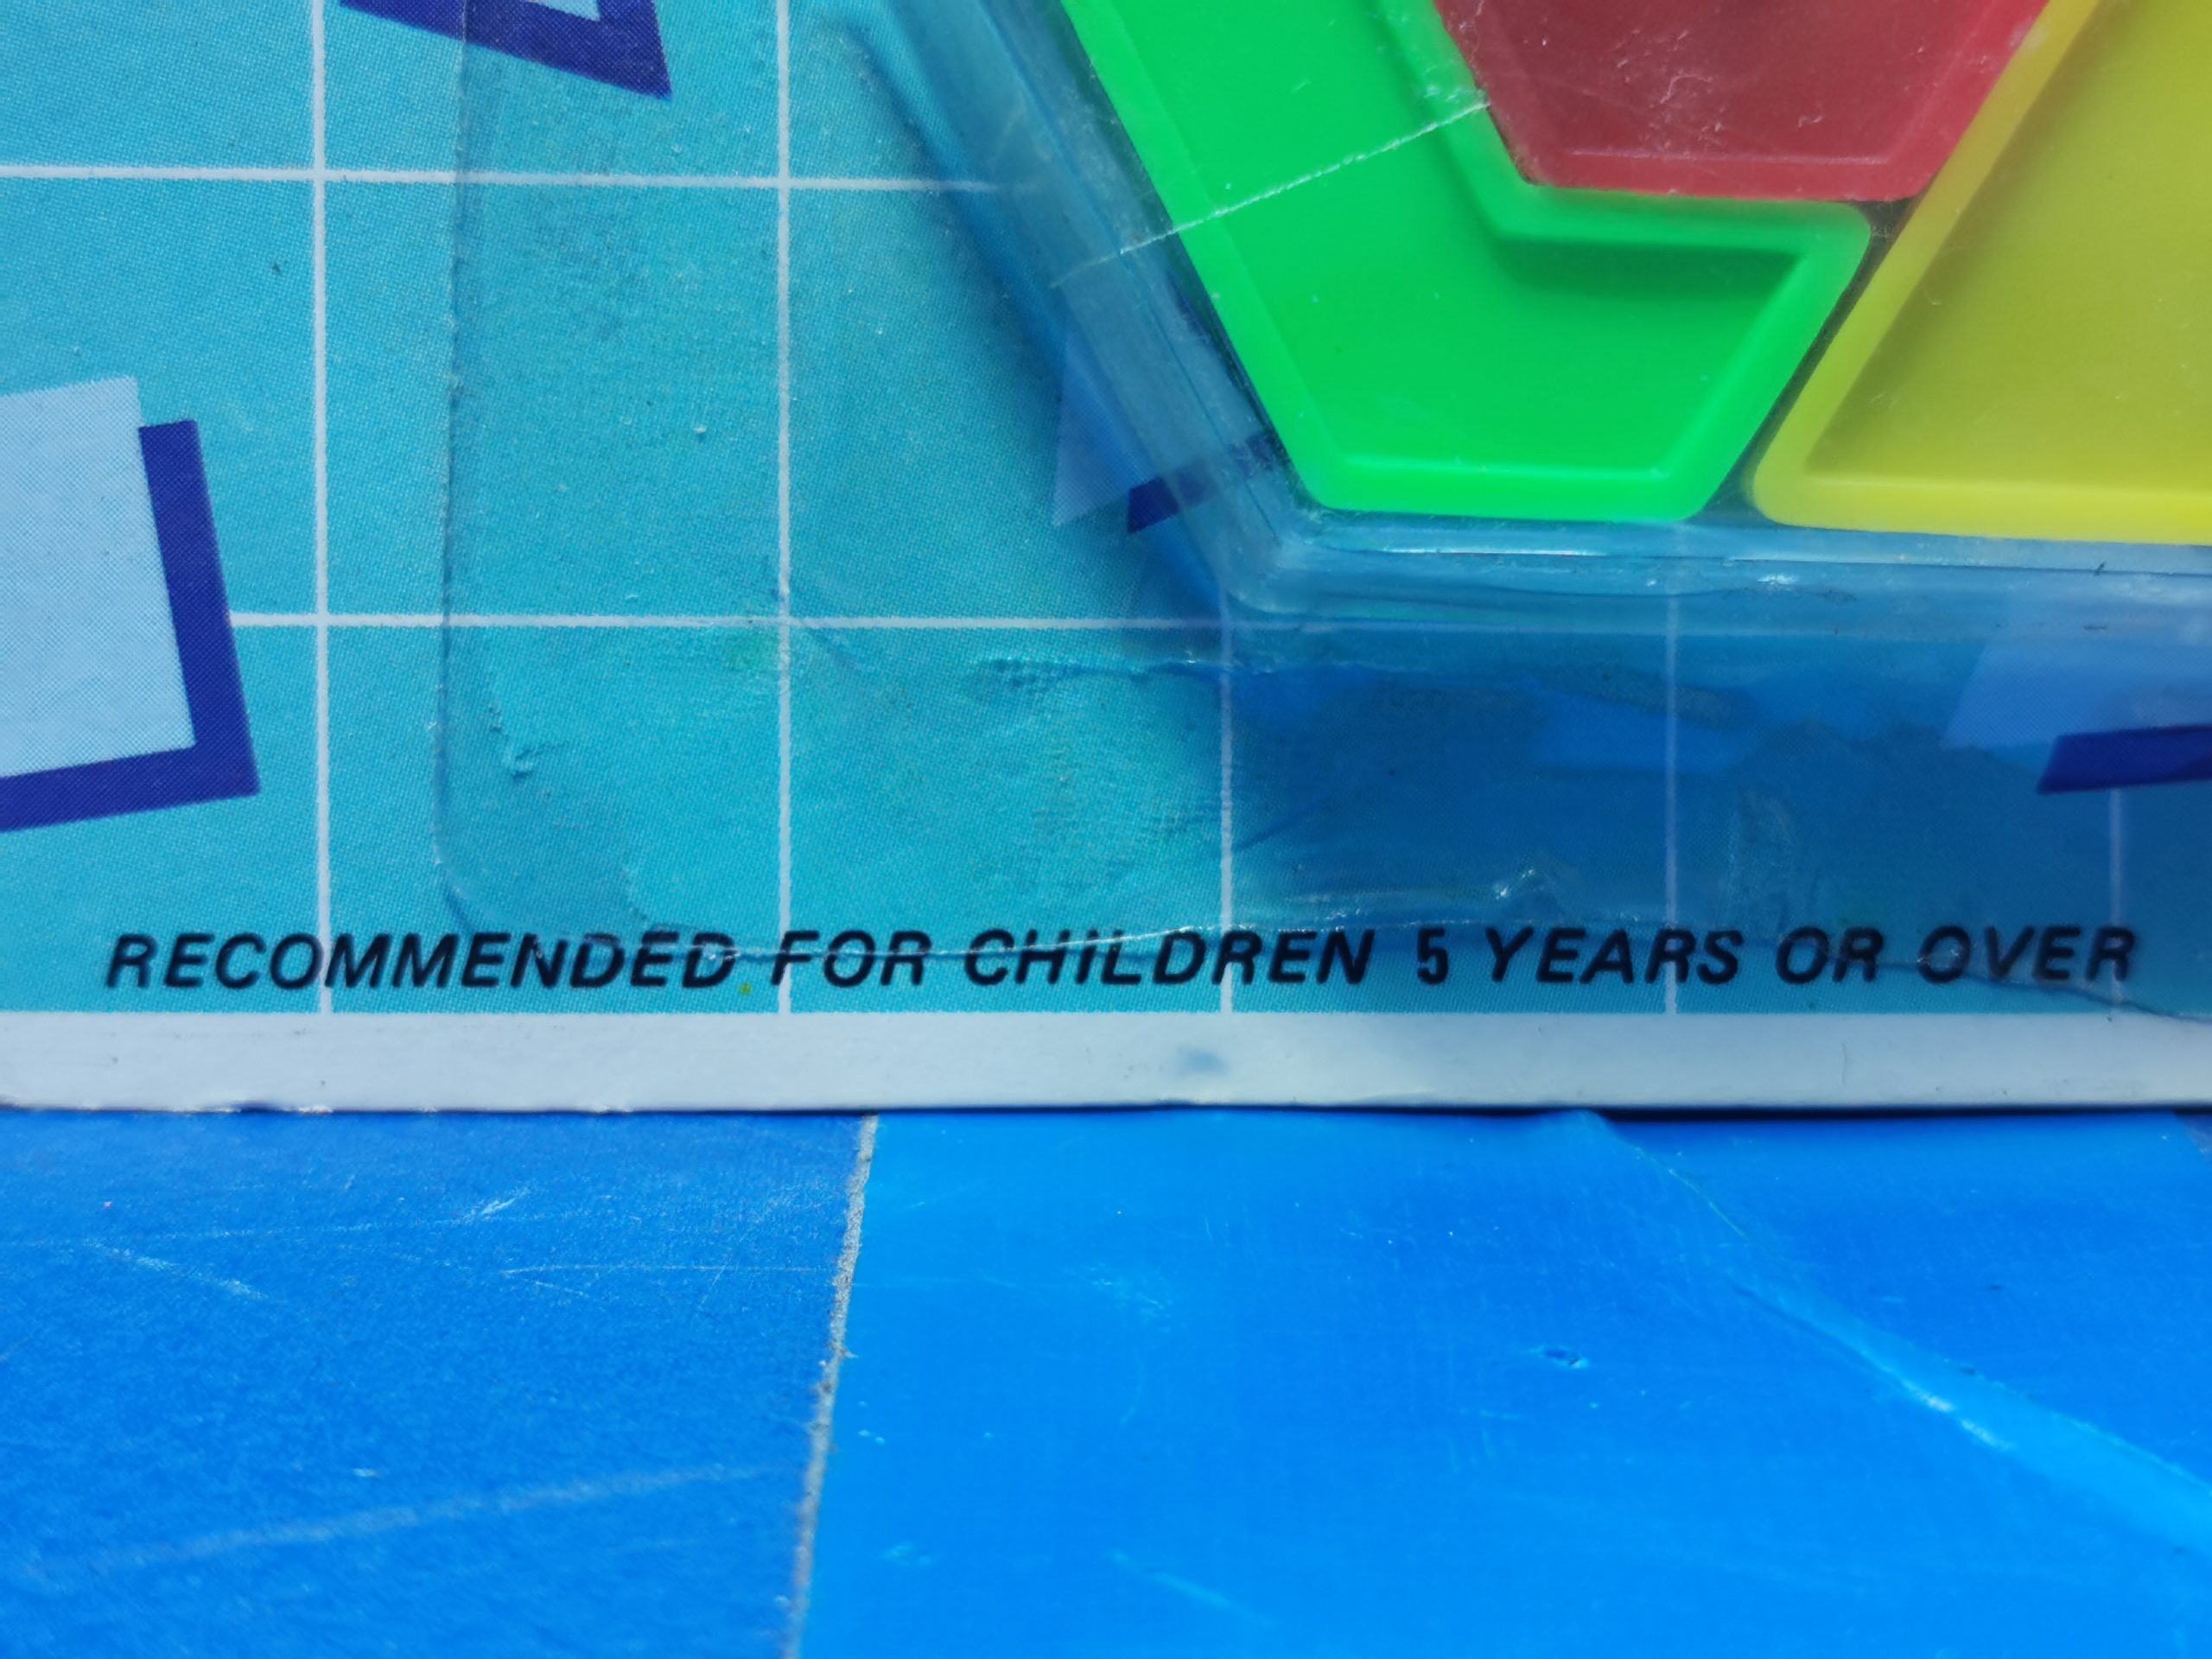 RECOMMENDED FOR CHILDREN 5 YEARS OR OVER